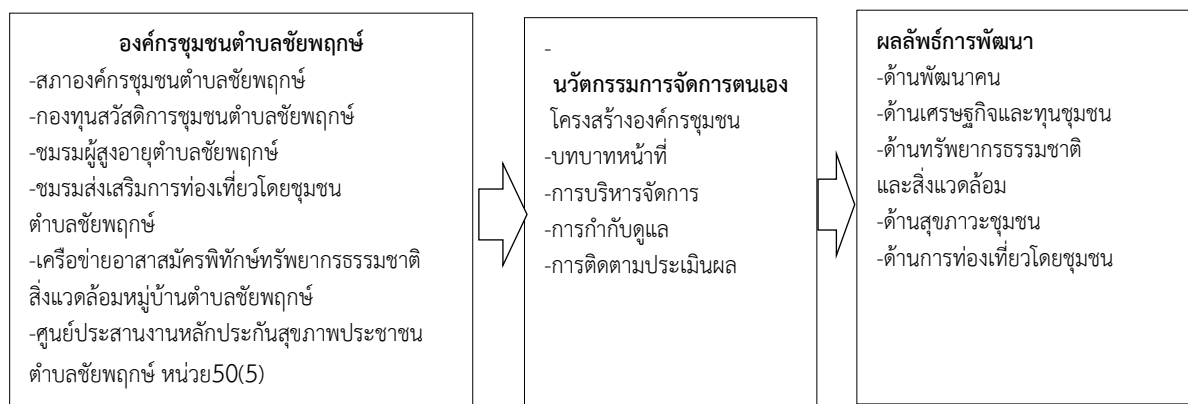 องค์กรชุมชนตำบลชัยพฤกษ์
-สภาองค์กรชุมชนตำบลชัยพฤกษ์
-กองทุนสวัสดิการชุมชนตำบลชัยพฤกษ์
-ชมรมผู้สูงอายุตำบลชัยพฤกษ์
-ชมรมส่งเสริมการท่องเที่ยวโดยชุมชน
ตำบลชัยพฤกษ์
-เครือข่ายอาสาสมัครพิทักษ์ทรัพยากรธรรมชาติ
สิ่งแวดล้อมหมู่บ้านตำบลชัยพฤกษ์
-ศูนย์ประสานงานหลักประกันสุขภาพประชาชน
ตำบลชัยพฤกษ์ หน่วย50(5)
-
นวัตกรรมการจัดการตนเอง
โครงสร้างองค์กรชุมชน
-บทบาทหน้าที่
-การบริหารจัดการ
-การกำกับดูแล
-การติดตามประเมินผล
ผลลัพธ์การพัฒนา
-ด้านพัฒนาคน
-ด้านเศรษฐกิจและทุนชุมชน
-ด้านทรัพยากรธรรมชาติ
และสิ่งแวดล้อม
-ด้านสุขภาวะชุมชน
-ด้านการท่องเที่ยวโดยชุมชน